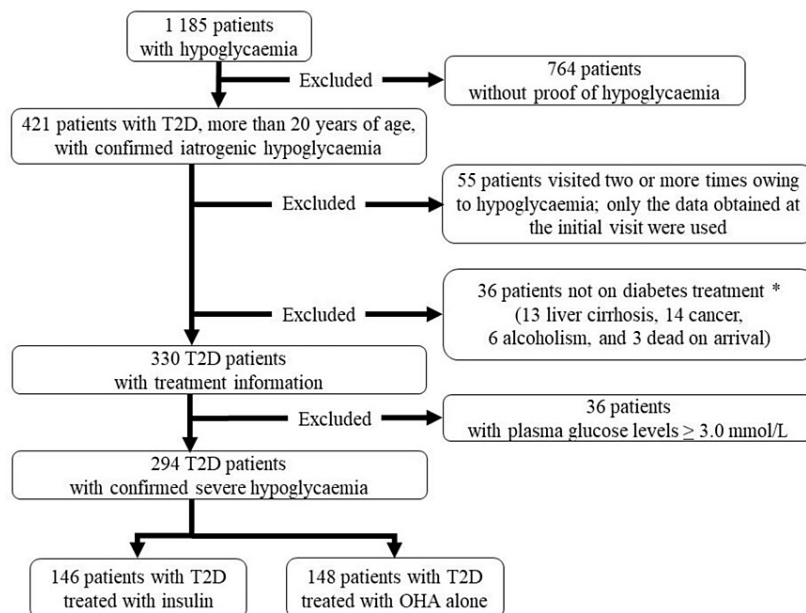 1 185 patients
with hypoglycaemia
Excluded
764 patients
without proof of hypoglycaemia
421 patients with T2D, more than 20 years of age,
with confirmed iatrogenic hypoglycaemia
Excluded
55 patients visited two or more times owing
to hypoglycaemia; only the data obtained at
the initial visit were used
Excluded
36 patients not on diabetes treatment *
(13 liver cirrhosis, 14 cancer,
6 alcoholism, and 3 dead on arrival)
330 T2D patients
with treatment information
Excluded
36 patients
with plasma glucose levels ≥ 3.0 mmol/L
294 T2D patients
with confirmed severe hypoglycaemia
146 patients with T2D
treated with insulin
148 patients with T2D
treated with OHA alone